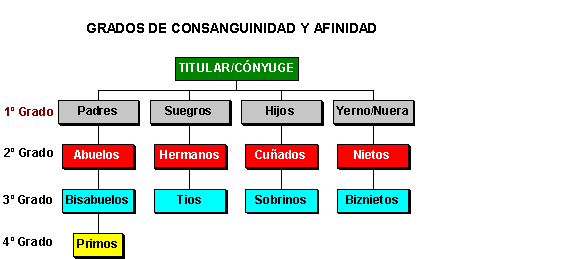 GRADOS DE CONSANGUINIDAD Y AFINIDAD
TITULAR/CÓNYUGE
1º Grado Padres Suegros Hijos Yerno/Nuera
2º Grado Abuelos Hermanos Cuñados Nietos
3º Grado Bisabuelos Tios Sobrinos Biznietos
4º Grado Primos